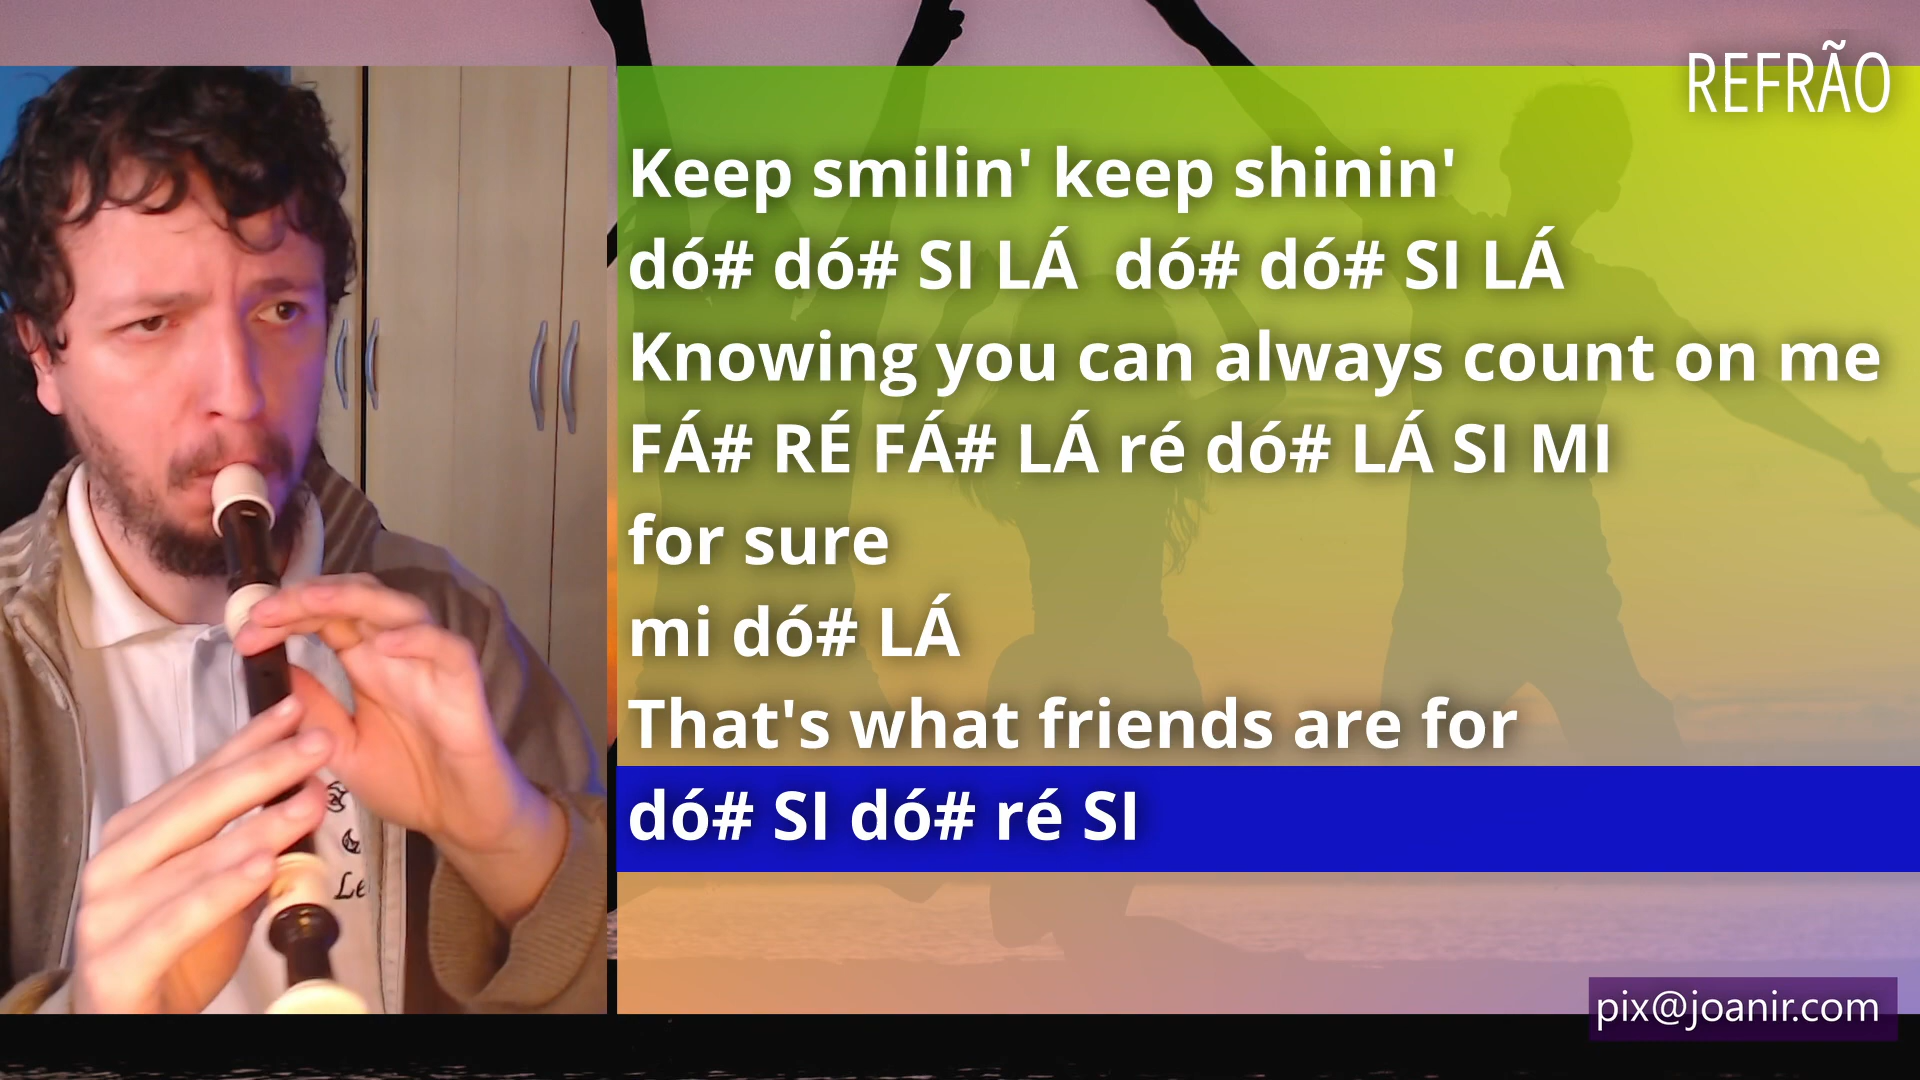 REFRÃO
Keep smilin' keep shinin'
dó# dó# SI LÁ  dó# dó# SI LÁ
Knowing you can always count on me
FÁ# RÉ FÁ# LÁ ré dó# LÁ SI MI
for sure
mi dó# LÁ
That's what friends are for
dó# SI dó# ré SI
Le
pix@joanir.com